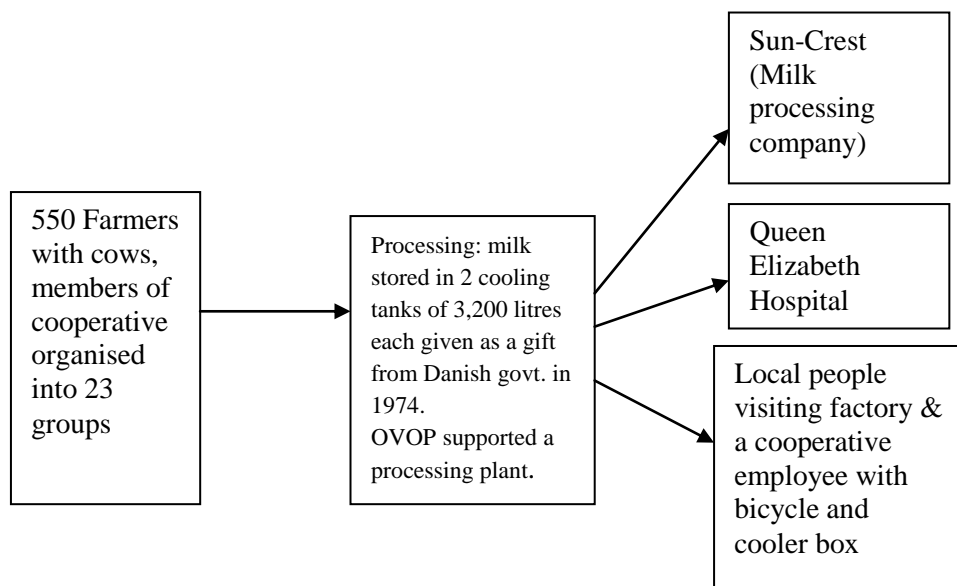 550 Farmers
with cows,
members of
cooperative
organised
into 23
groups
Processing: milk
stored in 2 cooling
tanks of 3,200 litres
each given as a gift
from Danish govt. in
1974.
OVOP supported a
processing plant.
Sun-Crest
(Milk
processing
company)
Queen
Elizabeth
Hospital
Local people
visiting factory &
a cooperative
employee with
bicycle and
cooler box